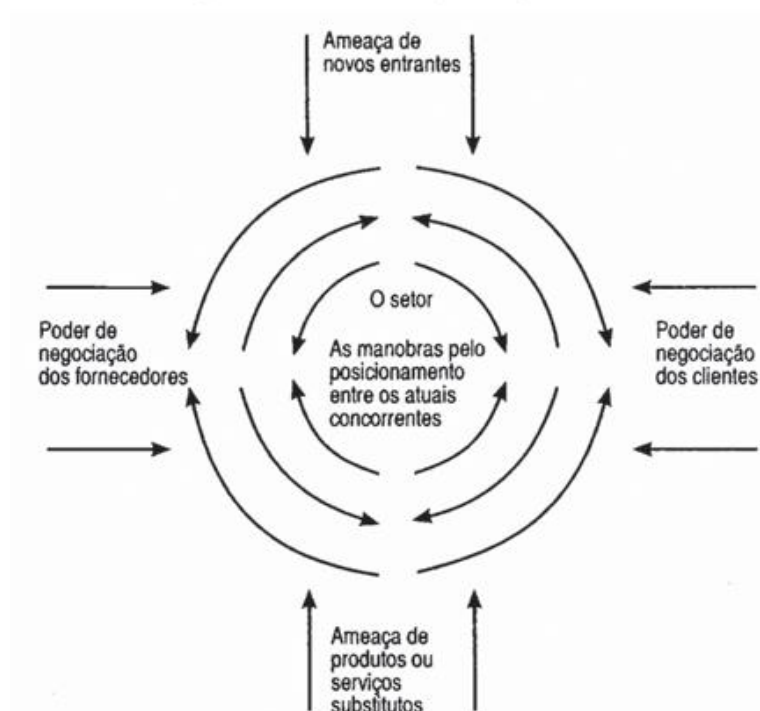 Ameaça de
novos entrantes
O setor
Poder de
negociação
dos fornecedores
As manobras pelo
posicionamento
entre os atuais
concorrentes
Poder de
negociação
dos clientes
Ameaça de
produtos ou
serviços
substitutos